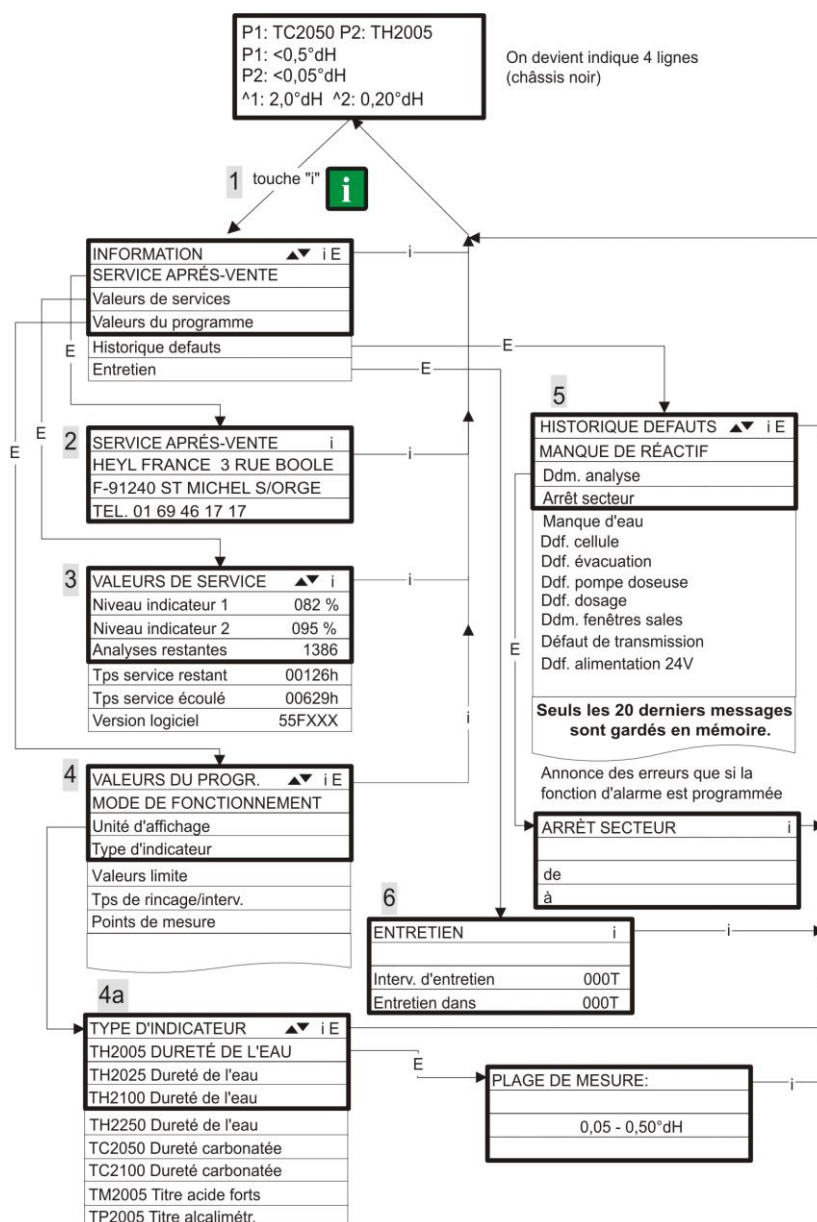 P1: TC2050 P2: TH2005
P1: <0,5°dH
P2: <0,05°dH
^1: 2,0°dH ^2: 0,20°dH
On devient indique 4 lignes
(châssis noir)
1 touche "i" i
INFORMATION ▲▼ i E
SERVICE APRÉS-VENTE
Valeurs de services
Valeurs du programme
Historique defauts
Entretien
i
E
E
E
E
E
2
SERVICE APRÉS-VENTE i
HEYL FRANCE 3 RUE BOOLE
F-91240 ST MICHEL S/ORGE
TEL. 01 69 46 17 17
i
3
VALEURS DE SERVICE ▲▼ i
Niveau indicateur 1 082 %
Niveau indicateur 2 095 %
Analyses restantes 1386
Tps service restant 00126h
Tps service écoulé 00629h
Version logiciel 55FXXX
i
i
4
VALEURS DU PROGR. ▲▼ i E
MODE DE FONCTIONNEMENT
Unité d'affichage
Type d'indicateur
Valeurs limite
Tps de rincage/interv.
Points de mesure
5
HISTORIQUE DEFAUTS ▲▼ i E
MANQUE DE RÉACTIF
Ddm. analyse
Arrêt secteur
Manque d'eau
Ddf. cellule
Ddf. évacuation
Ddf. pompe doseuse
Ddf. dosage
Ddm. fenêtres sales
Défaut de transmission
Ddf. alimentation 24V
E
Seuls les 20 derniers messages
sont gardés en mémoire.
Annonce des erreurs que si la
fonction d'alarme est programmée
ARRÈT SECTEUR i
de
à
6
ENTRETIEN i
Interv. d'entretien 000T
Entretien dans 000T
i
4a
TYPE D'INDICATEUR ▲▼ i E
TH2005 DURETÉ DE L'EAU
TH2025 Dureté de l'eau
TH2100 Dureté de l'eau
TH2250 Dureté de l'eau
TC2050 Dureté carbonatée
TC2100 Dureté carbonatée
TM2005 Titre acide forts
TP2005 Titre alcalimétr.
E
PLAGE DE MESURE:
0,05 - 0,50°dH
i